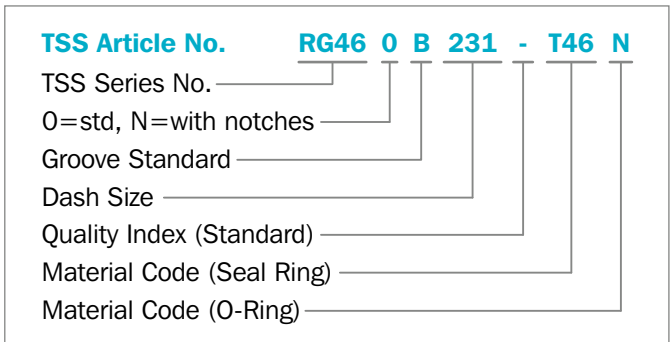 TSS Article No. RG46 0 B 231 - T46 N
TSS Series No.
0=std, N=with notches
Groove Standard
Dash Size
Quality Index (Standard)
Material Code (Seal Ring)
Material Code (O-Ring)